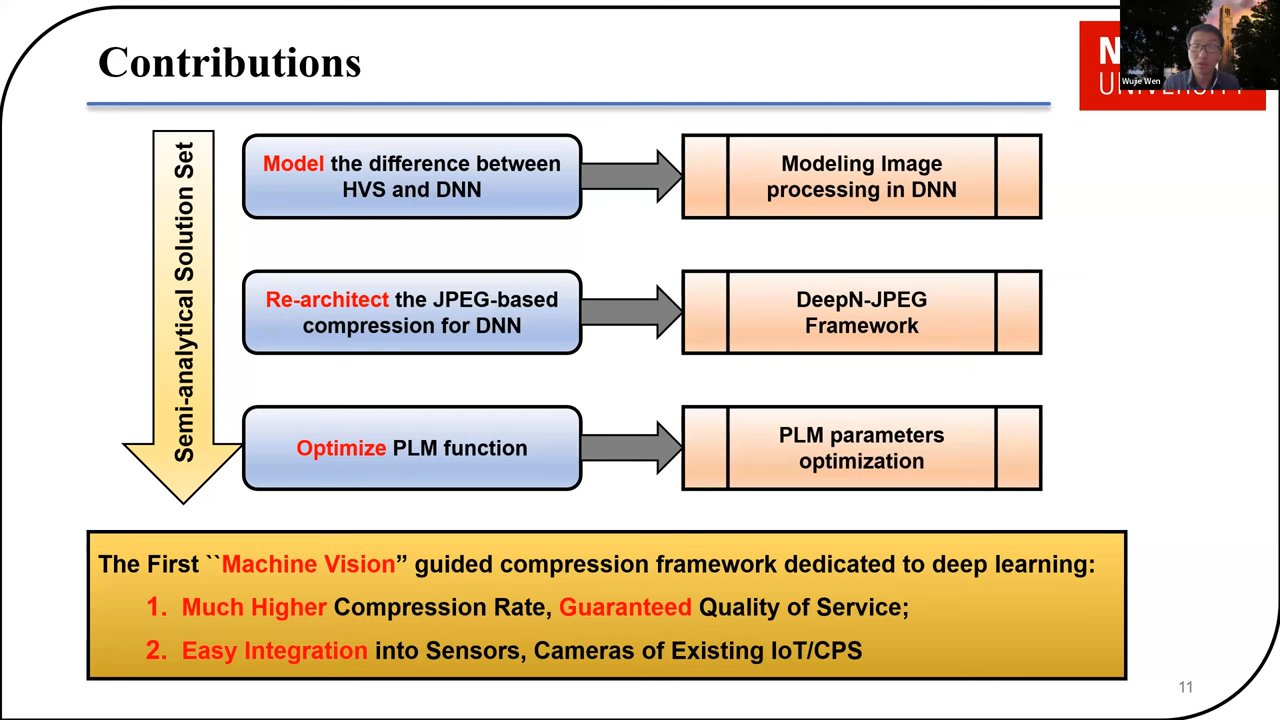 Contributions
N
UNIVERSITY
Wujie Wen
Semi-analytical Solution Set
Model the difference between
HVS and DNN
Modeling Image
processing in DNN
Re-architect the JPEG-based
compression for DNN
DeepN-JPEG
Framework
Optimize PLM function
PLM parameters
optimization
The First ``Machine Vision” guided compression framework dedicated to deep learning:
1. Much Higher Compression Rate, Guaranteed Quality of Service;
2. Easy Integration into Sensors, Cameras of Existing IoT/CPS
11